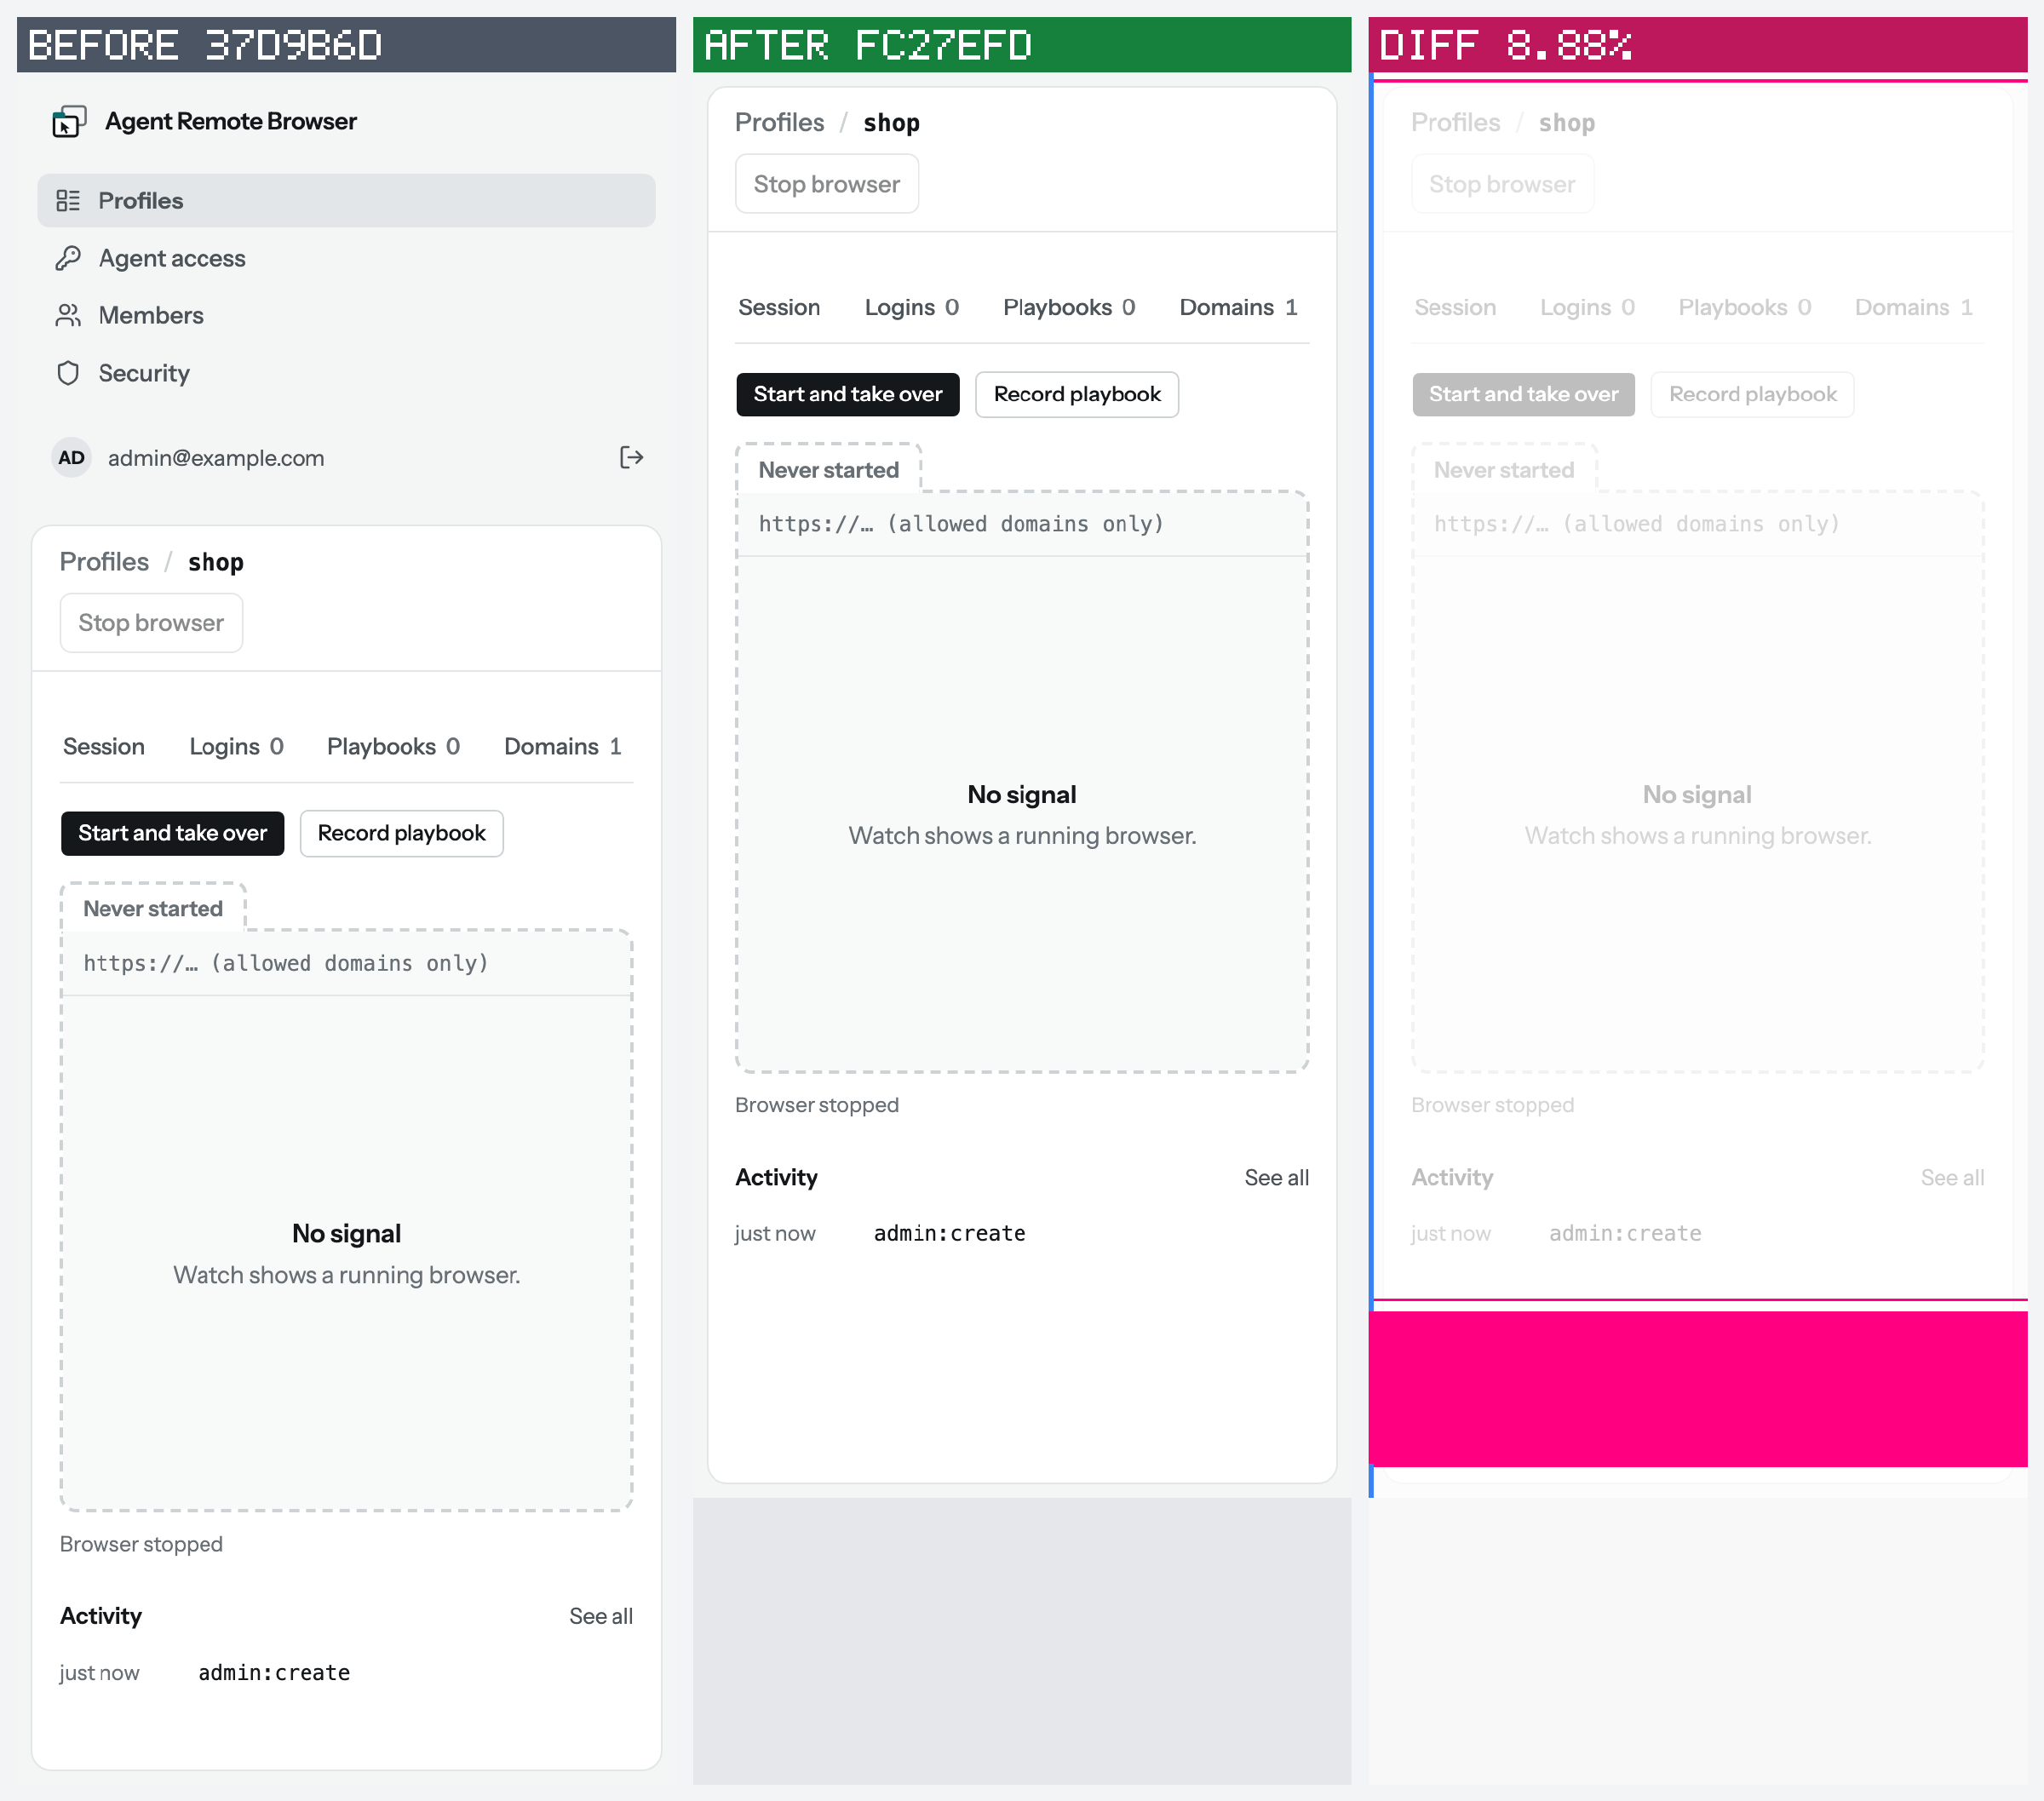 BEFORE 37D9B6D
Agent Remote Browser
Profiles
Agent access
Members
Security
AD admin@example.com
Profiles / shop
Stop browser
Session Logins 0 Playbooks 0 Domains 1
Start and take over Record playbook
Never started
https://… (allowed domains only)
No signal
Watch shows a running browser.
Browser stopped
Activity See all
just now admin:create
AFTER FC27EFD
Profiles / shop
Stop browser
Session Logins 0 Playbooks 0 Domains 1
Start and take over Record playbook
Never started
https://… (allowed domains only)
No signal
Watch shows a running browser.
Browser stopped
Activity See all
just now admin:create
DIFF 8.88%
Profiles / shop
Stop browser
Session Logins 0 Playbooks 0 Domains 1
Start and take over Record playbook
Never started
https://… (allowed domains only)
No signal
Watch shows a running browser.
Browser stopped
Activity See all
just now admin:create